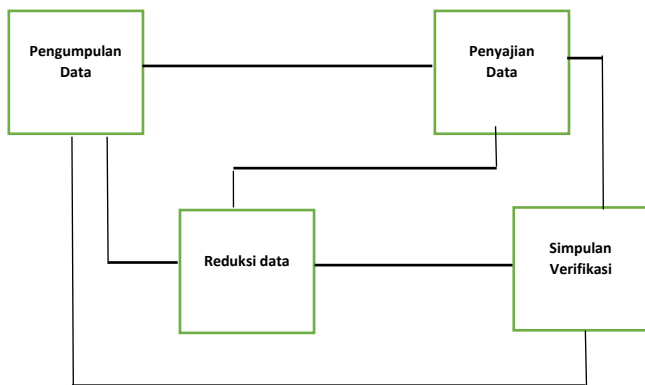 Pengumpulan
Data
Penyajian
Data
Reduksi data
Simpulan
Verifikasi